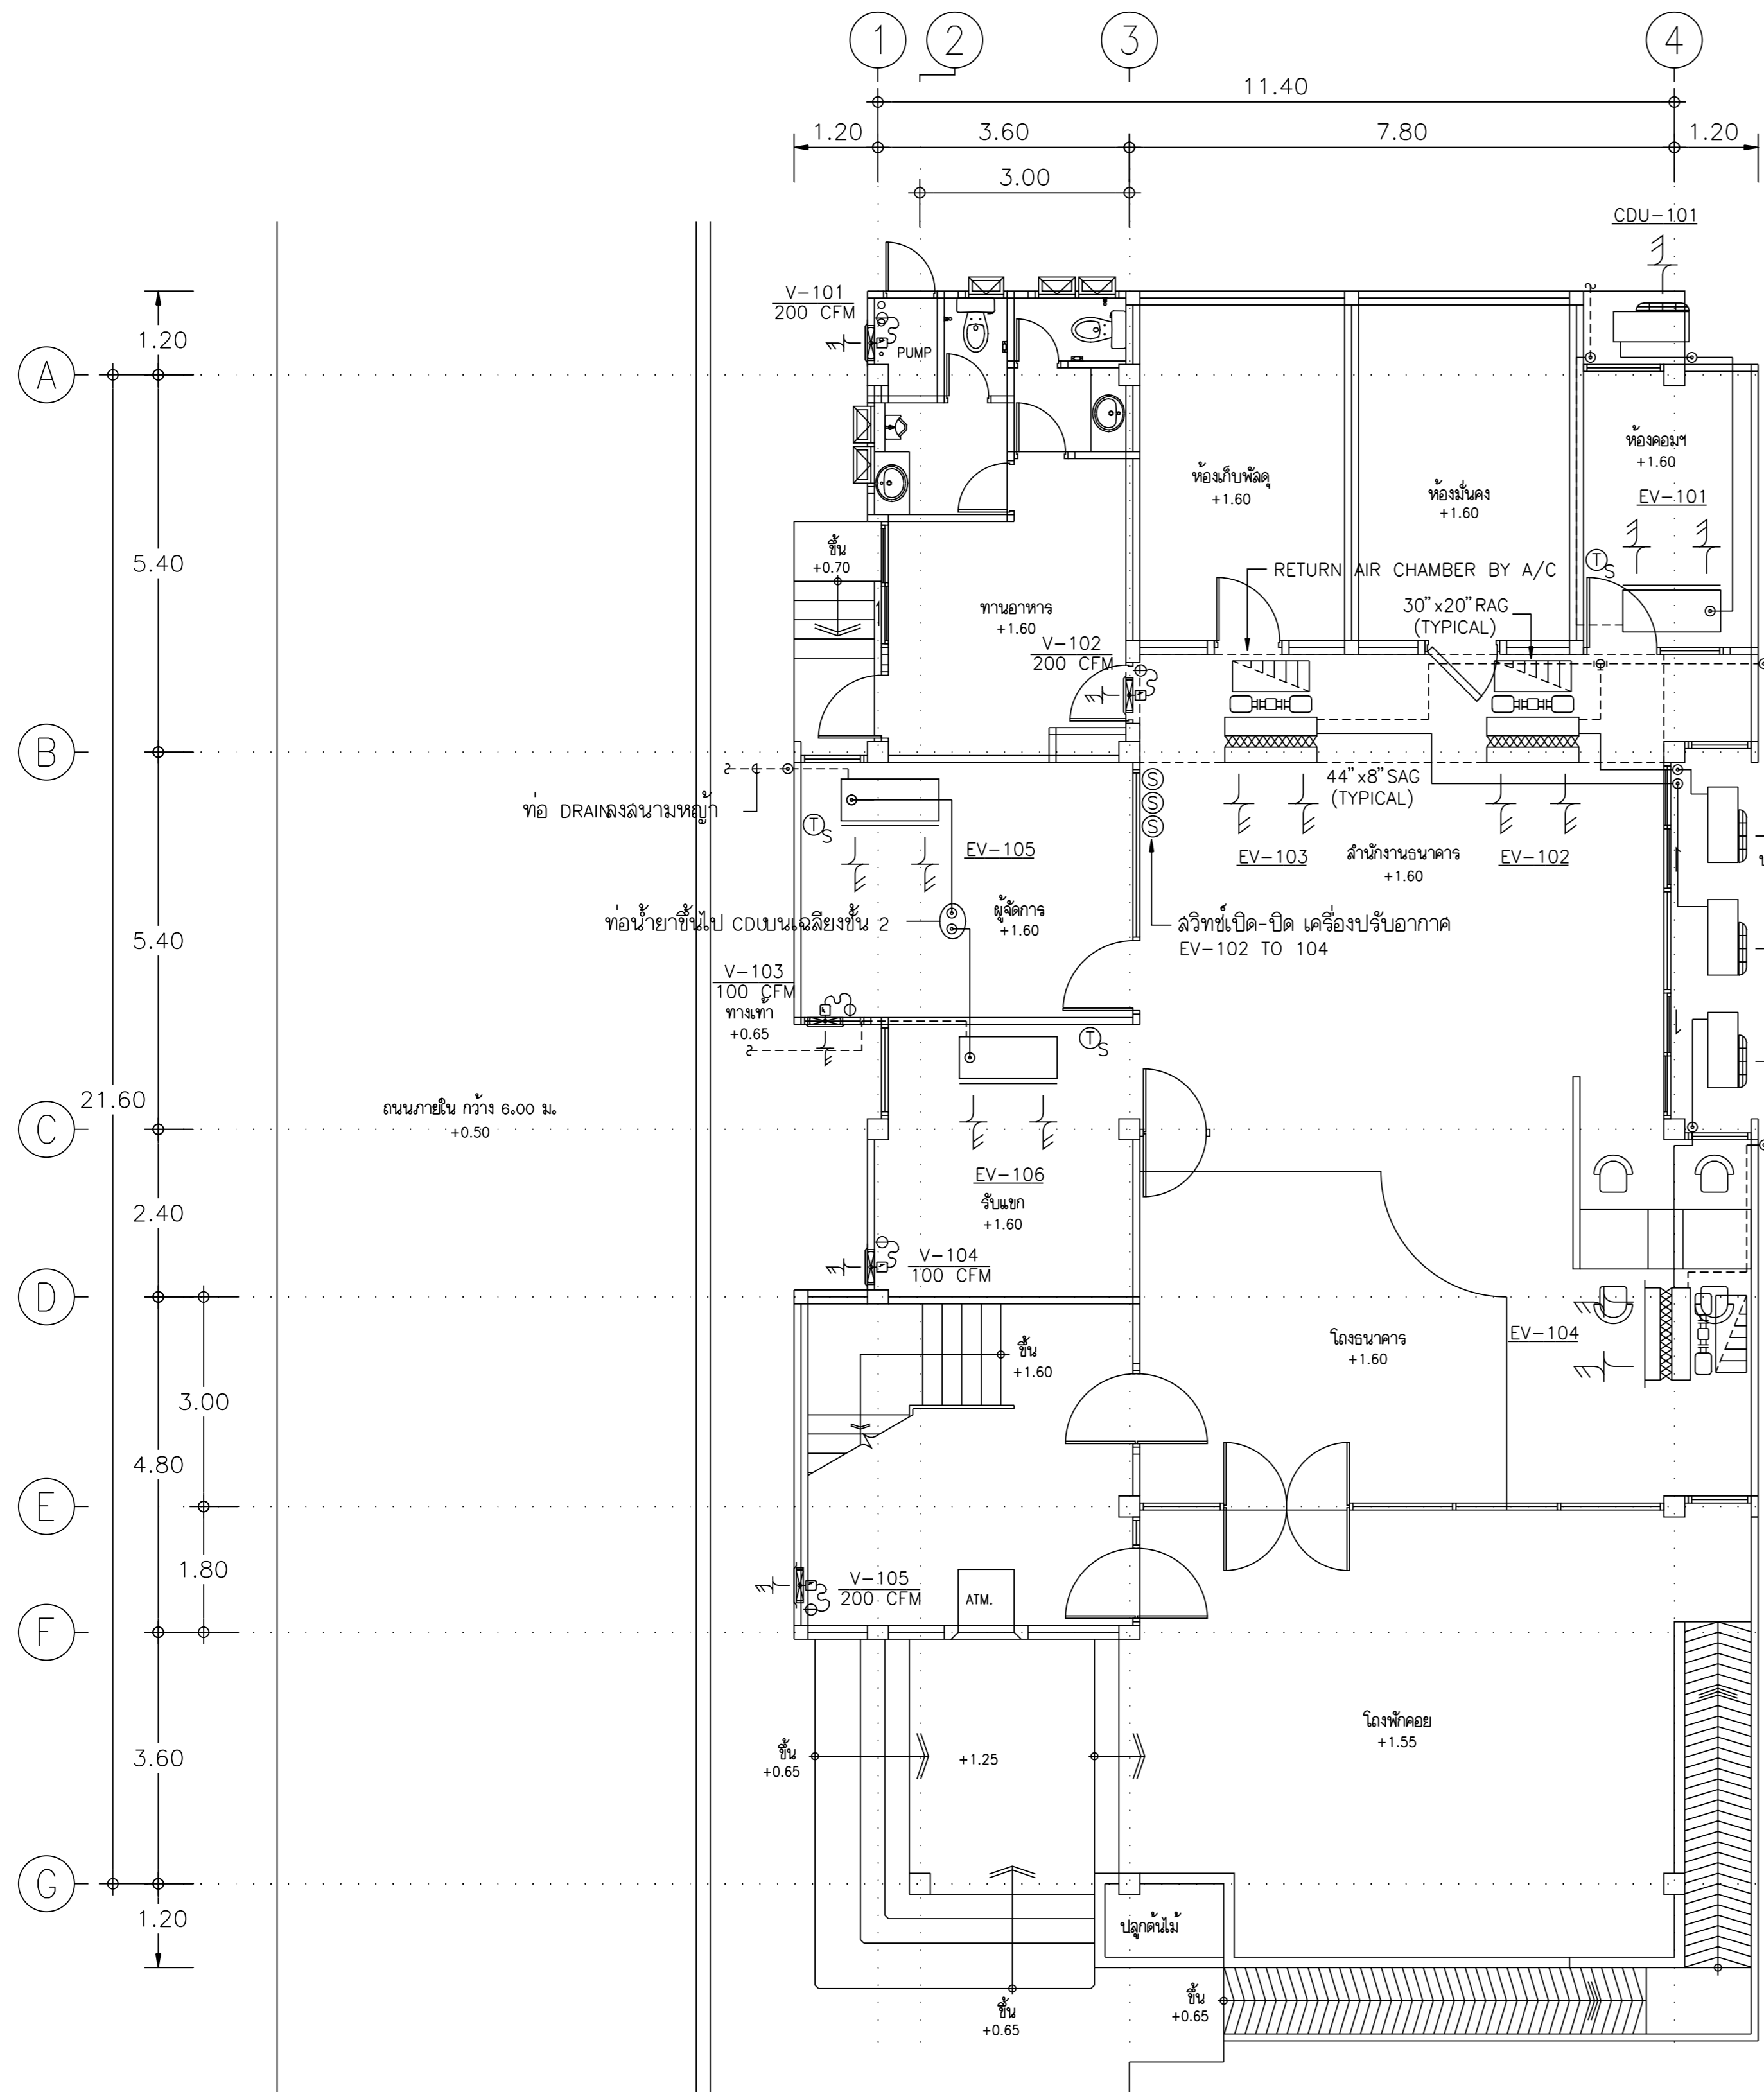 1
2
3
4
11.40
1.20
3.60
7.80
1.20
3.00
CDU-101
V-101
200 CFM
PUMP
1.20
A
ห้องคอมฯ
+1.60
EV-101
ห้องเก็บพัสดุ
+1.60
ห้องมั่นคง
+1.60
5.40
ขึ้น
+0.70
T
S
RETURN AIR CHAMBER BY A/C
30"x20"RAG
(TYPICAL)
ทานอาหาร
+1.60
V-102
200 CFM
B
S
S
S
44"x8"SAG
(TYPICAL)
ท่อ DRAINลงสนามหญ้า
T
S
EV-105
EV-103
สำนักงานธนาคาร
+1.60
EV-102
ผู้จัดการ
+1.60
ท่อน้ำยาขึ้นไป CDUบนเฉลียงชั้น 2
สวิทช์เปิด-ปิด เครื่องปรับอากาศ
EV-102 TO 104
5.40
V-103
100 CFM
ทางเท้า
+0.65
T
S
21.60
ถนนภายใน กว้าง 6.00 ม.
+0.50
C
EV-106
รับแขก
+1.60
2.40
V-104
100 CFM
D
โถงธนาคาร
+1.60
EV-104
ขึ้น
+1.60
3.00
4.80
E
1.80
V-105
200 CFM
ATM.
F
โถงพักคอย
+1.55
3.60
ขึ้น
+0.65
+1.25
G
1.20
ปลูกต้นไม้
ขึ้น
+0.65
ขึ้น
+0.65